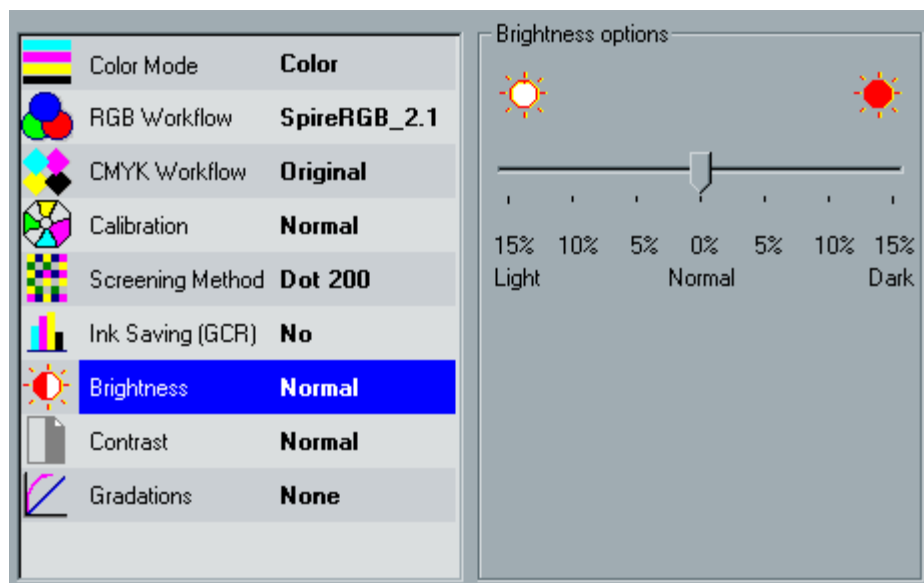 Color Mode Color
RGB Workflow SpireRGB_2.1
CMYK Workflow Original
Calibration Normal
Screening Method Dot 200
Ink Saving (GCR) No
Brightness Normal
Contrast Normal
Gradations None
Brightness options
15% 10% 5% 0% 5% 10% 15%
Light Normal Dark